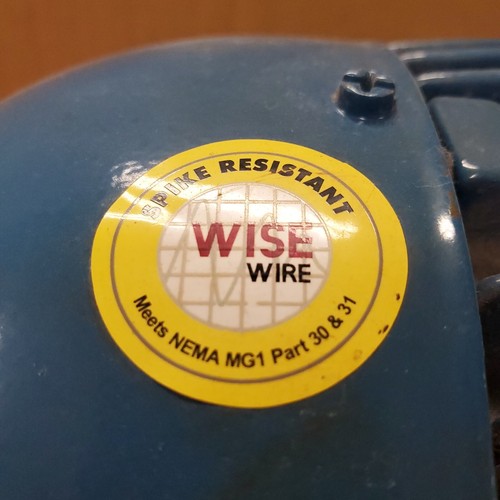 SPIKE RESISTANT
WISE
WIRE
Meets NEMA MG1 Part 30 & 31